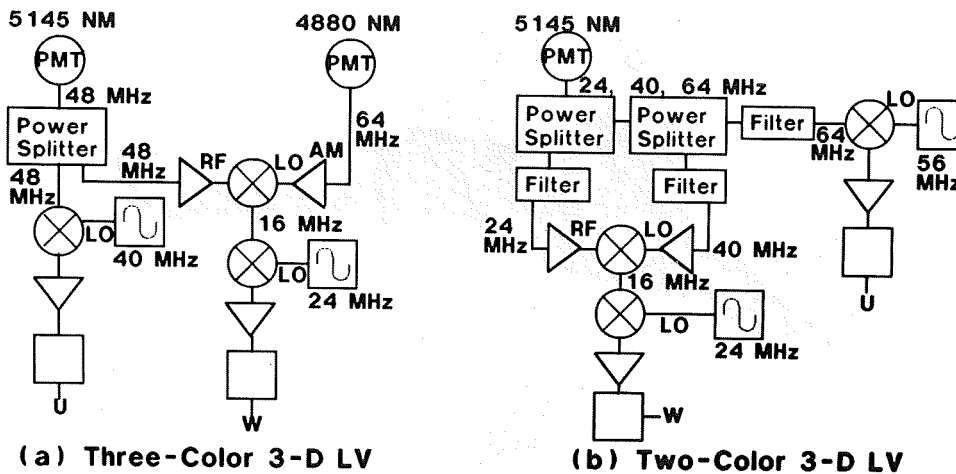 5145 NM
PMT
48 MHz
Power
Splitter
48
MHz
48
MHz
RF
LO
AM
4880 NM
PMT
64
MHz
16 MHz
LO
40 MHz
LO
24 MHz
U
W
(a) Three-Color 3-D LV
5145 NM
PMT
24, 40, 64 MHz
Power
Splitter
Power
Splitter
Filter
64
MHz
LO
56
MHz
Filter
Filter
24
MHz
RF
LO
40 MHz
16 MHz
LO
24 MHz
U
W
(b) Two-Color 3-D LV